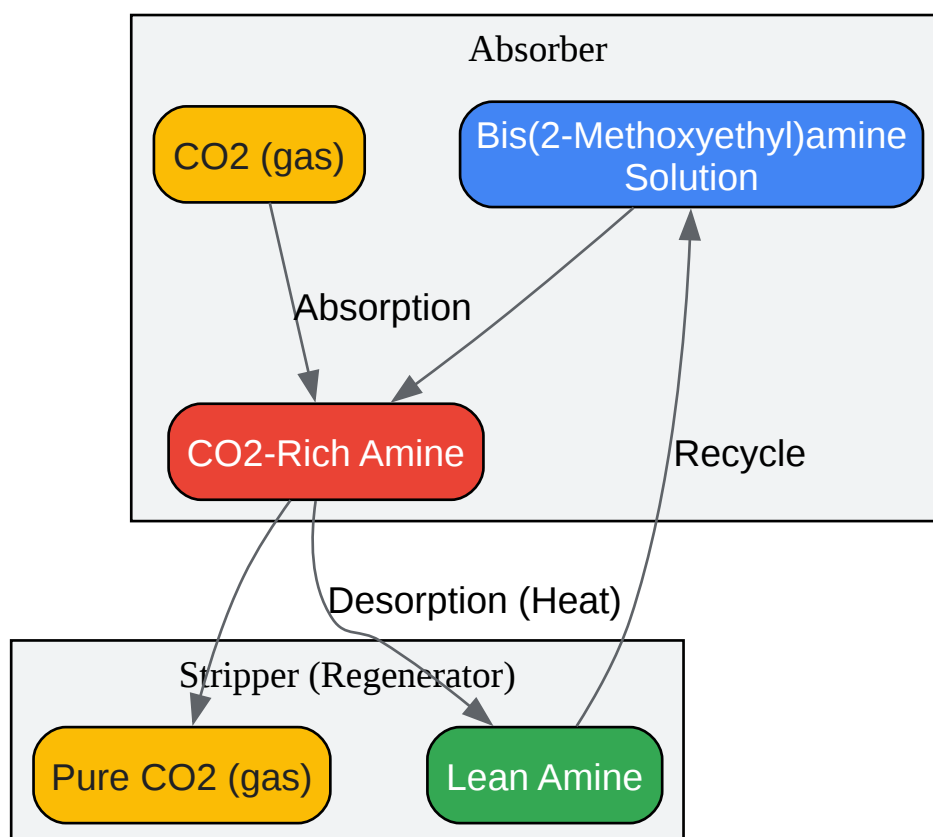 Absorber
CO2 (gas)
Bis(2-Methoxyethyl)amine
Solution
Absorption
CO2-Rich Amine
Recycle
Desorption (Heat)
Stripper (Regenerator)
Pure CO2 (gas)
Lean Amine